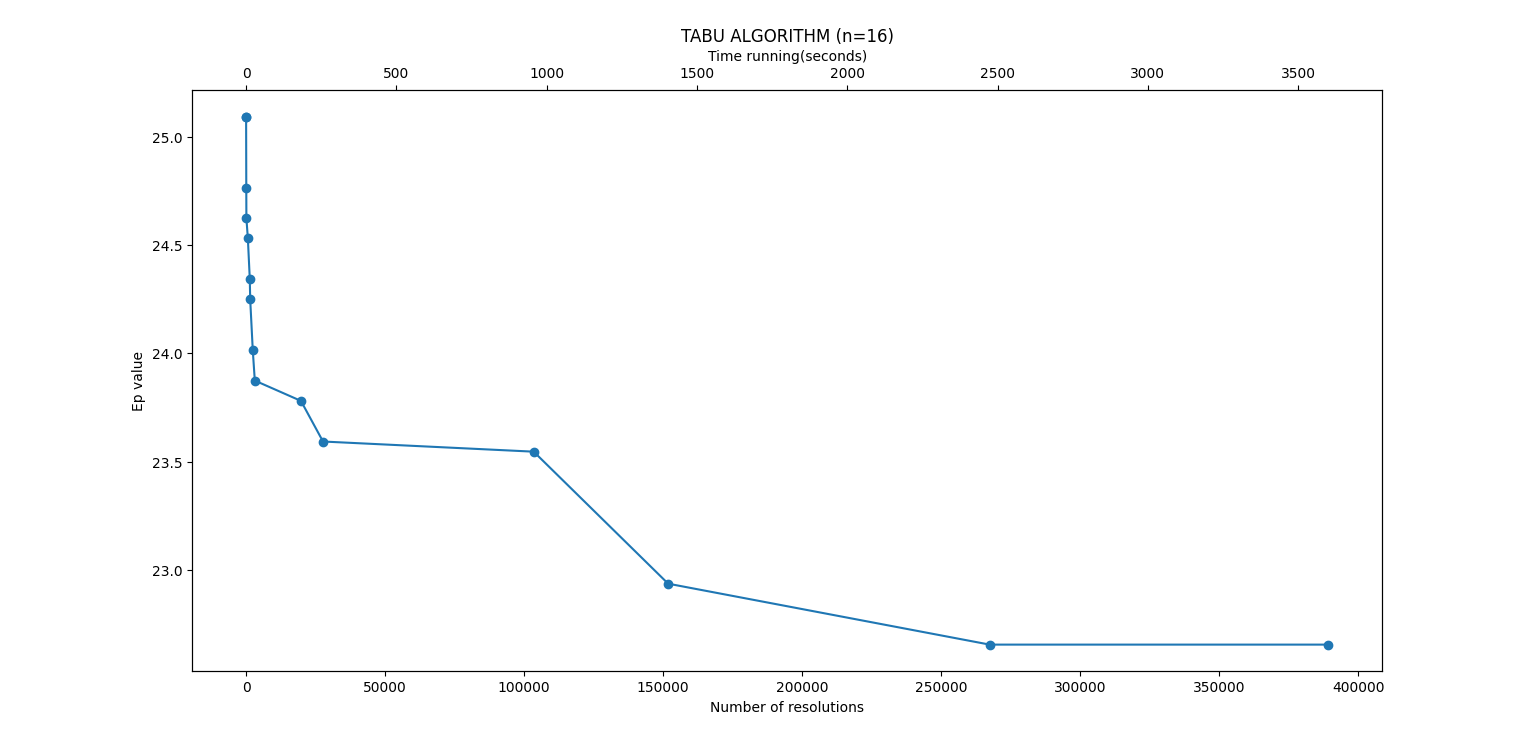 TABU ALGORITHM (n=16)
Time running(seconds)
0 500 1000 1500 2000 2500 3000 3500
25.0
24.5
24.0
23.5
23.0
Ep value
0 50000 100000 150000 200000 250000 300000 350000 400000
Number of resolutions